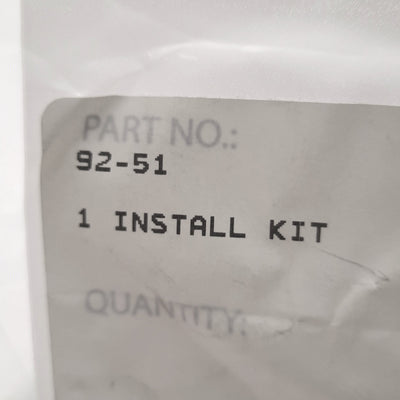 PART NO.:
92-51
1 INSTALL KIT
QUANTITY: